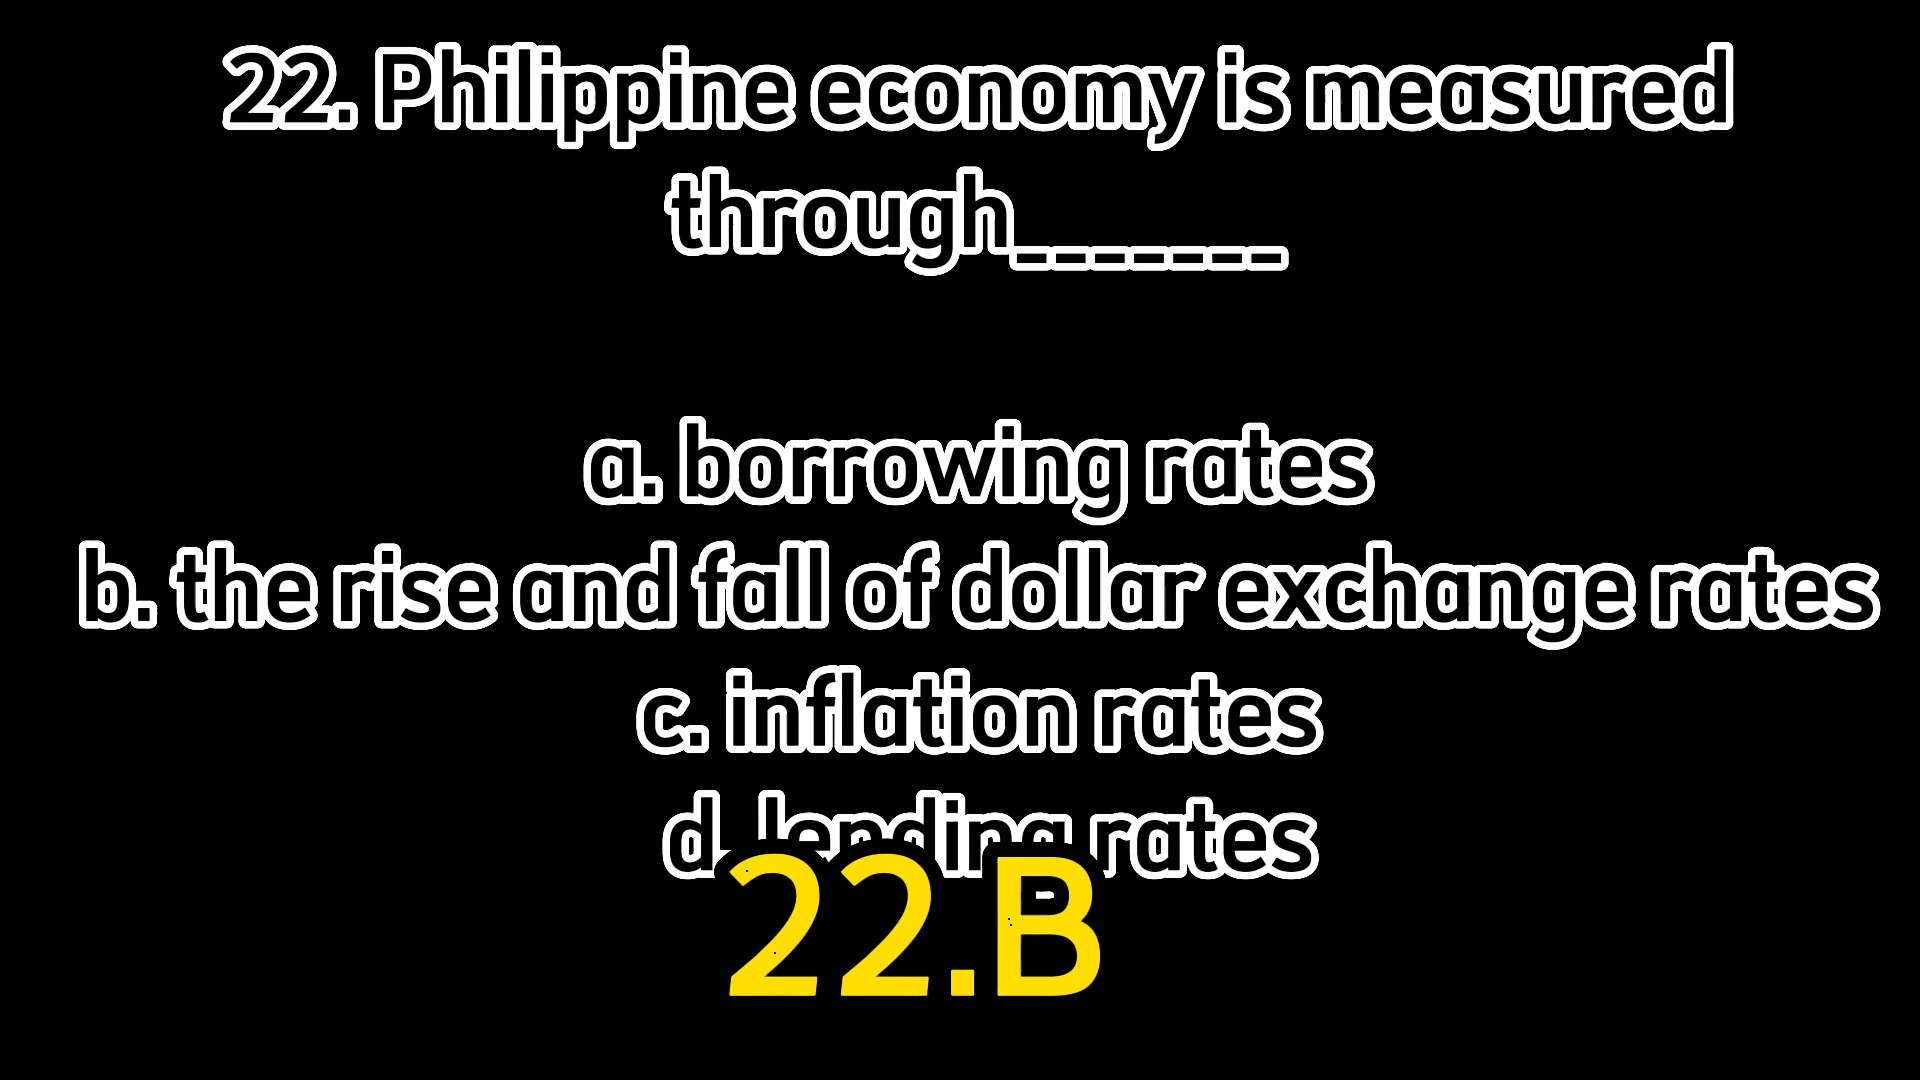 22. Philippine economy is measured
through_______
a. borrowing rates
b. the rise and fall of dollar exchange rates
c. inflation rates
d. lending rates
22.B